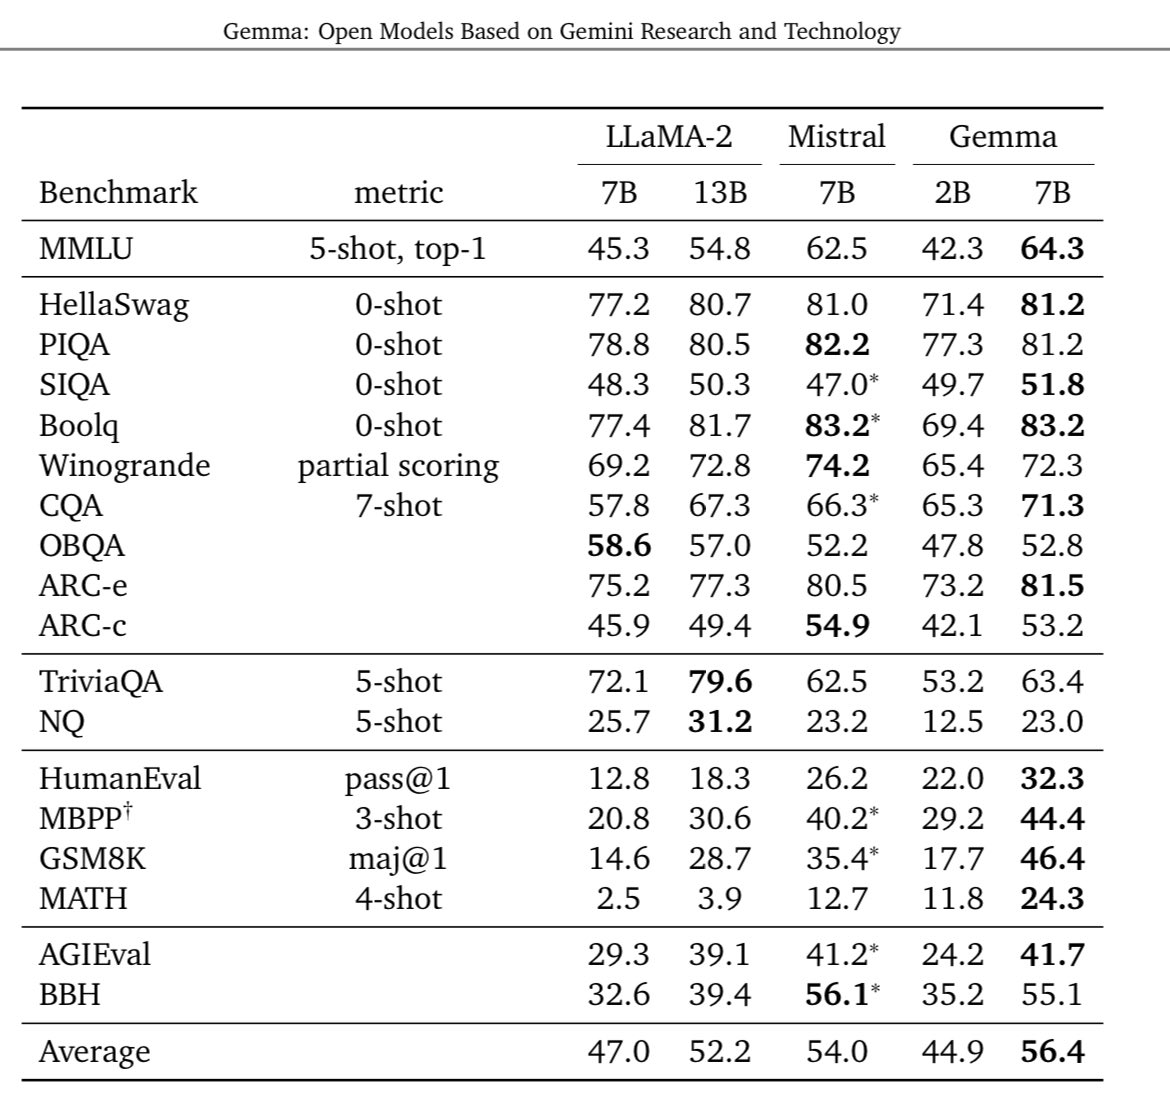 Gemma: Open Models Based on Gemini Research and Technology
LLaMA-2 Mistral Gemma
Benchmark metric 7B 13B 7B 2B 7B
MMLU 5-shot, top-1 45.3 54.8 62.5 42.3 64.3
HellaSwag 0-shot 77.2 80.7 81.0 71.4 81.2
PIQA 0-shot 78.8 80.5 82.2 77.3 81.2
SIQA 0-shot 48.3 50.3 47.0* 49.7 51.8
Boolq 0-shot 77.4 81.7 83.2* 69.4 83.2
Winogrande partial scoring 69.2 72.8 74.2 65.4 72.3
CQA 7-shot 57.8 67.3 66.3* 65.3 71.3
OBQA 58.6 57.0 52.2 47.8 52.8
ARC-e 75.2 77.3 80.5 73.2 81.5
ARC-c 45.9 49.4 54.9 42.1 53.2
TriviaQA 5-shot 72.1 79.6 62.5 53.2 63.4
NQ 5-shot 25.7 31.2 23.2 12.5 23.0
HumanEval pass@1 12.8 18.3 26.2 22.0 32.3
MBPP† 3-shot 20.8 30.6 40.2* 29.2 44.4
GSM8K maj@1 14.6 28.7 35.4* 17.7 46.4
MATH 4-shot 2.5 3.9 12.7 11.8 24.3
AGIEval 29.3 39.1 41.2* 24.2 41.7
BBH 32.6 39.4 56.1* 35.2 55.1
Average 47.0 52.2 54.0 44.9 56.4